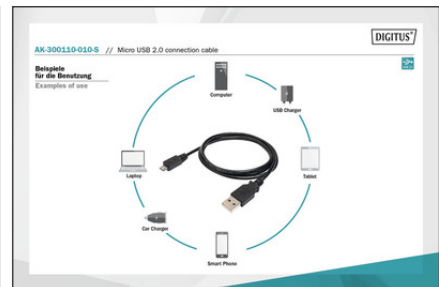 DIGITUS®
AK-300110-010-S // Micro USB 2.0 connection cable
Beispiele
für die Benutzung
Examples of use
Computer
USB Charger
Laptop
Tablet
Car Charger
Smart Phone